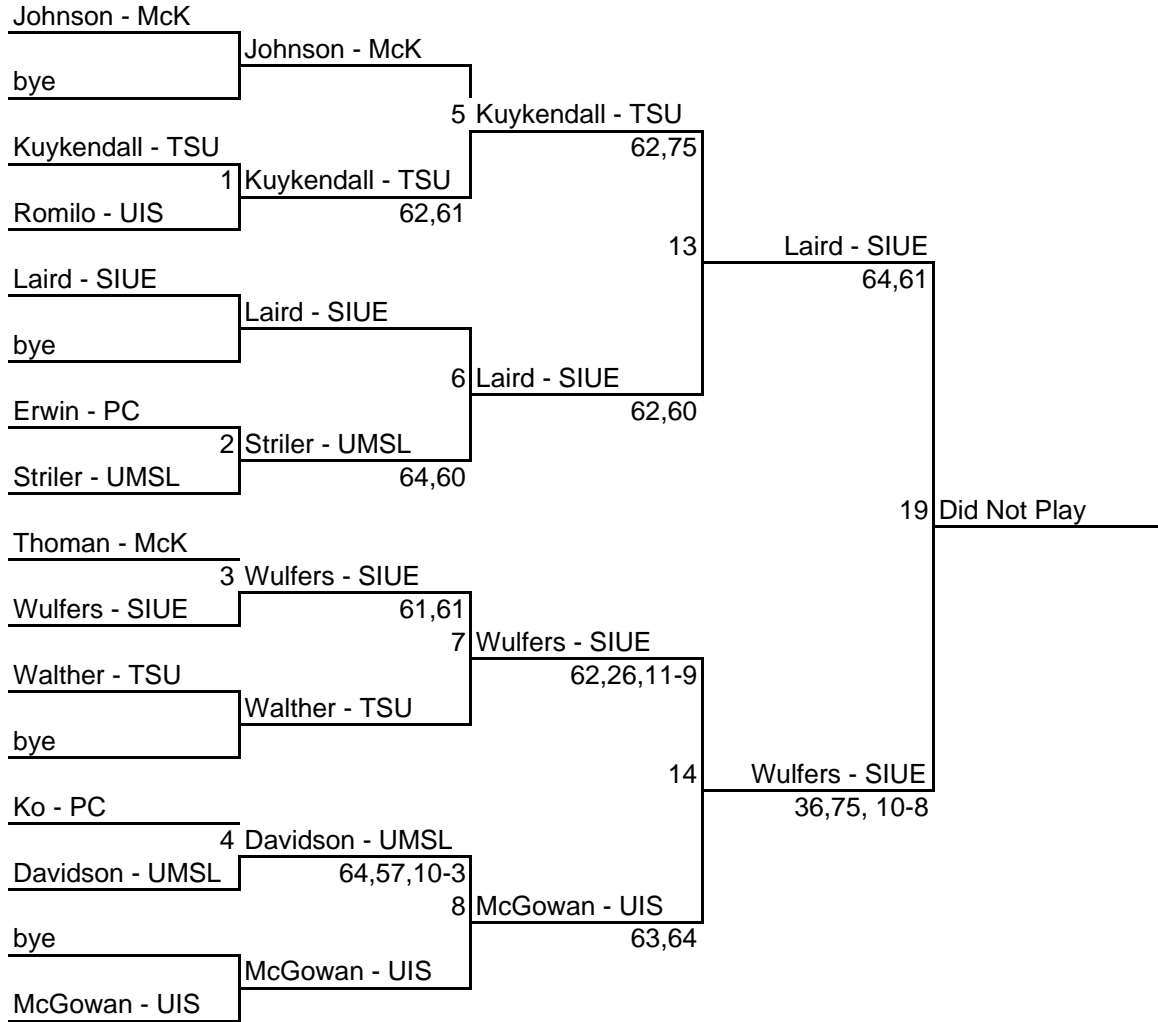 Johnson - McK
Johnson - McK
bye
5 Kuykendall - TSU
Kuykendall - TSU
62,75
1 Kuykendall - TSU
Romilo - UIS
62,61
13
Laird - SIUE
Laird - SIUE
64,61
Laird - SIUE
bye
6 Laird - SIUE
Erwin - PC
62,60
2 Striler - UMSL
Striler - UMSL
64,60
19 Did Not Play
Thoman - McK
3 Wulfers - SIUE
Wulfers - SIUE
61,61
7 Wulfers - SIUE
Walther - TSU
62,26,11-9
Walther - TSU
bye
14
Wulfers - SIUE
Ko - PC
36,75, 10-8
4 Davidson - UMSL
Davidson - UMSL
64,57,10-3
8 McGowan - UIS
bye
63,64
McGowan - UIS
McGowan - UIS